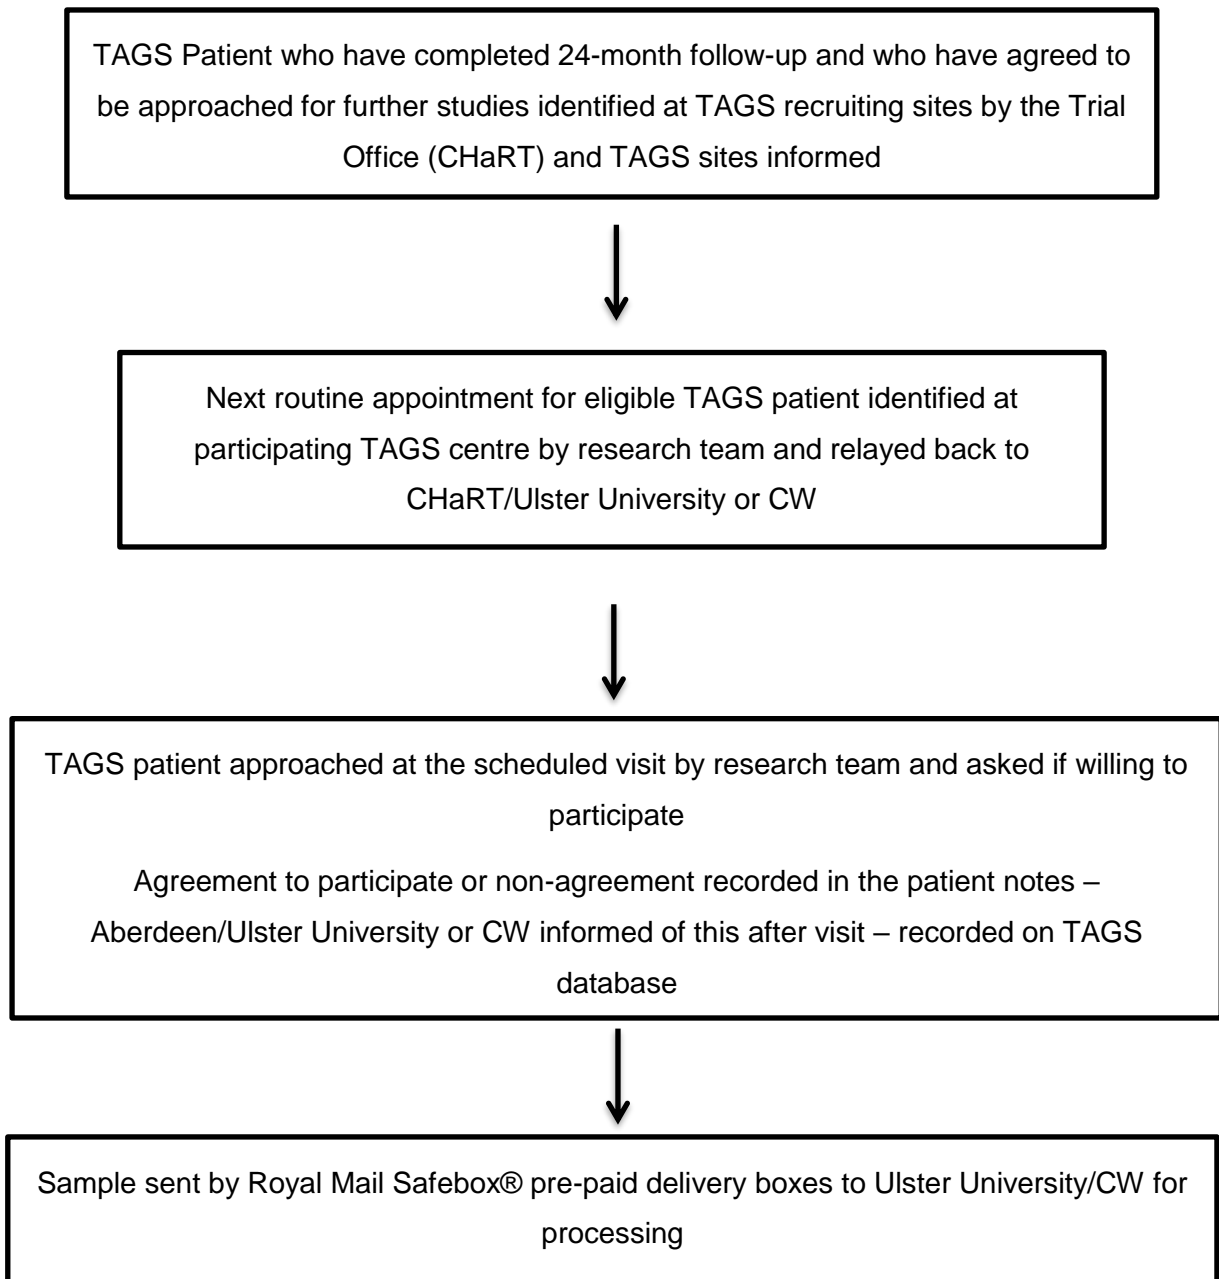 TAGS Patient who have completed 24-month follow-up and who have agreed to
be approached for further studies identified at TAGS recruiting sites by the Trial
Office (CHaRT) and TAGS sites informed
Next routine appointment for eligible TAGS patient identified at
participating TAGS centre by research team and relayed back to
CHaRT/Ulster University or CW
TAGS patient approached at the scheduled visit by research team and asked if willing to
participate
Agreement to participate or non-agreement recorded in the patient notes –
Aberdeen/Ulster University or CW informed of this after visit – recorded on TAGS
database
Sample sent by Royal Mail Safebox® pre-paid delivery boxes to Ulster University/CW for
processing